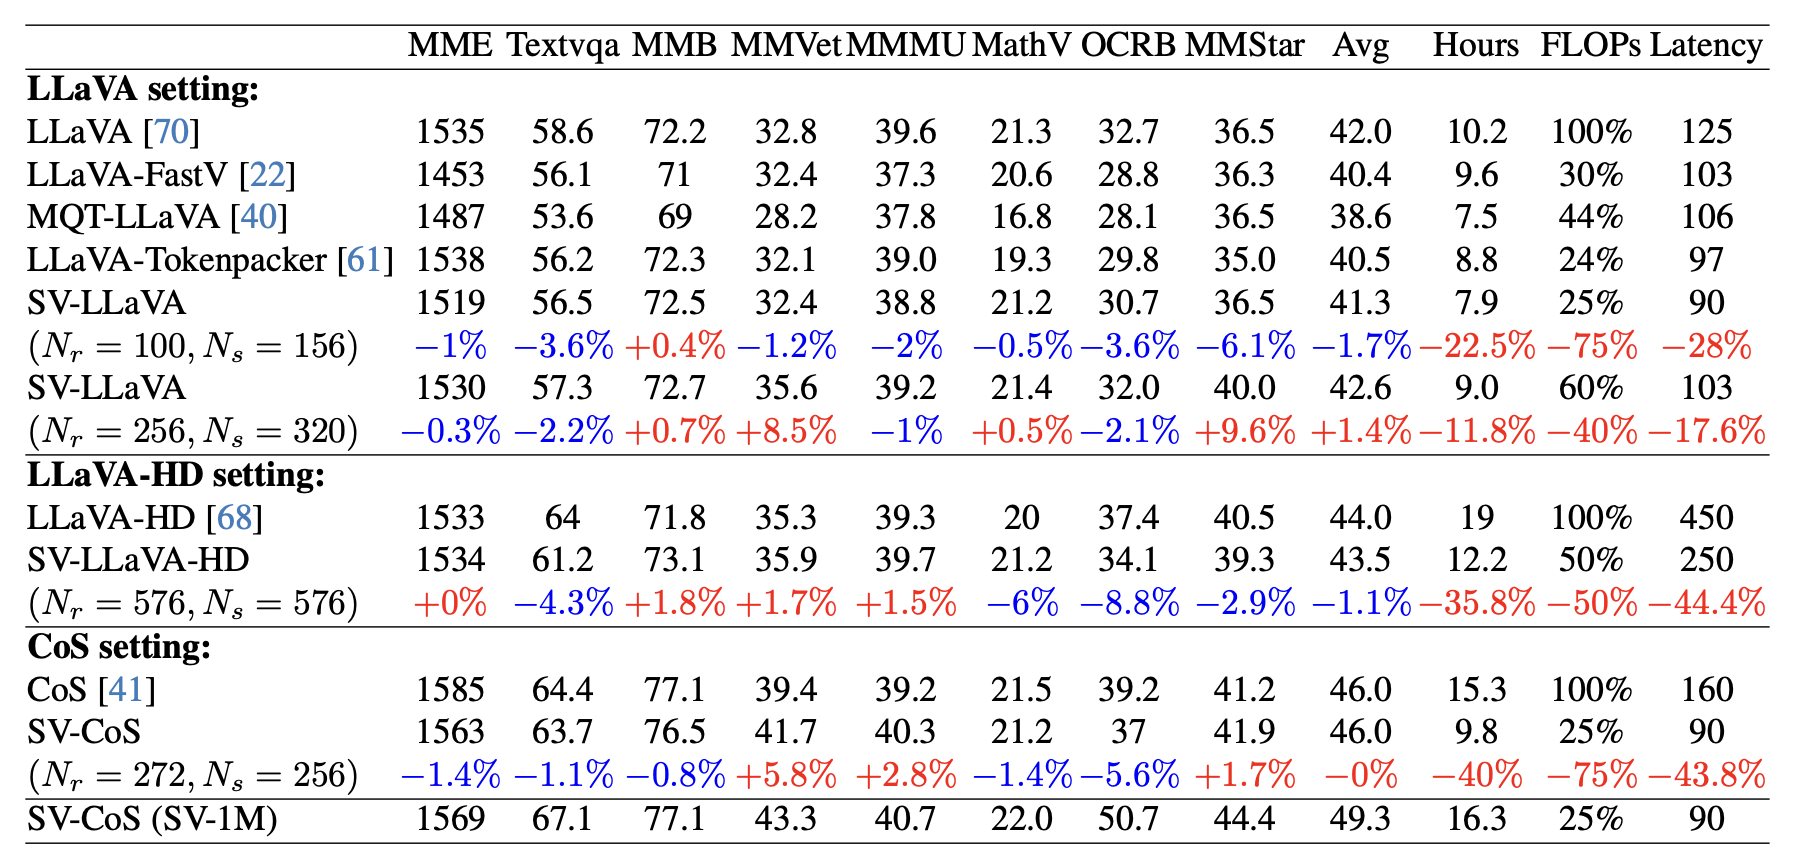 MME Textvqa MMB MMVet MMMU MathV OCRB MMStar Avg Hours FLOPs Latency
LLaVA setting:
LLaVA [70] 1535 58.6 72.2 32.8 39.6 21.3 32.7 36.5 42.0 10.2 100% 125
LLaVA-FastV [22] 1453 56.1 71 32.4 37.3 20.6 28.8 36.3 40.4 9.6 30% 103
MQT-LLaVA [40] 1487 53.6 69 28.2 37.8 16.8 28.1 36.5 38.6 7.5 44% 106
LLaVA-Tokenpacker [61] 1538 56.2 72.3 32.1 39.0 19.3 29.8 35.0 40.5 8.8 24% 97
SV-LLaVA 1519 56.5 72.5 32.4 38.8 21.2 30.7 36.5 41.3 7.9 25% 90
(Nr = 100, Ns = 156) −1% −3.6% +0.4% −1.2% −2% −0.5% −3.6% −6.1% −1.7% −22.5% −75% −28%
SV-LLaVA 1530 57.3 72.7 35.6 39.2 21.4 32.0 40.0 42.6 9.0 60% 103
(Nr = 256, Ns = 320) −0.3% −2.2% +0.7% +8.5% −1% +0.5% −2.1% +9.6% +1.4% −11.8% −40% −17.6%
LLaVA-HD setting:
LLaVA-HD [68] 1533 64 71.8 35.3 39.3 20 37.4 40.5 44.0 19 100% 450
SV-LLaVA-HD 1534 61.2 73.1 35.9 39.7 21.2 34.1 39.3 43.5 12.2 50% 250
(Nr = 576, Ns = 576) +0% −4.3% +1.8% +1.7% +1.5% −6% −8.8% −2.9% −1.1% −35.8% −50% −44.4%
CoS setting:
CoS [41] 1585 64.4 77.1 39.4 39.2 21.5 39.2 41.2 46.0 15.3 100% 160
SV-CoS 1563 63.7 76.5 41.7 40.3 21.2 37 41.9 46.0 9.8 25% 90
(Nr = 272, Ns = 256) −1.4% −1.1% −0.8% +5.8% +2.8% −1.4% −5.6% +1.7% −0% −40% −75% −43.8%
SV-CoS (SV-1M) 1569 67.1 77.1 43.3 40.7 22.0 50.7 44.4 49.3 16.3 25% 90